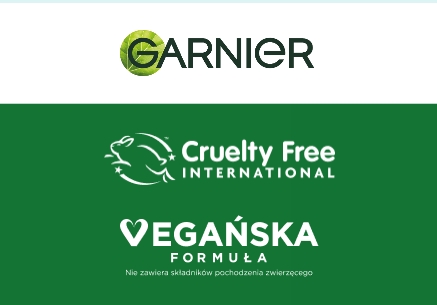 GARNIER
Cruelty Free
INTERNATIONAL
VEGAŃSKA
FORMUŁA
Nie zawiera składników pochodzenia zwierzęcego